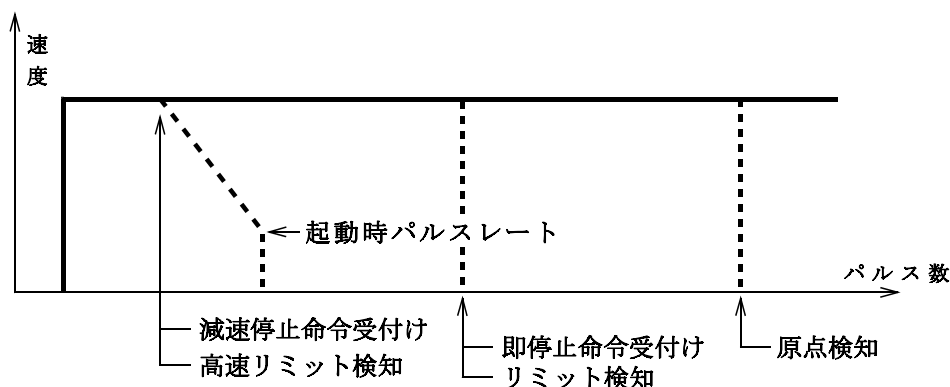 速
度
起動時パルスレート
パルス数
減速停止命令受付け
高速リミット検知
即停止命令受付け
リミット検知
原点検知